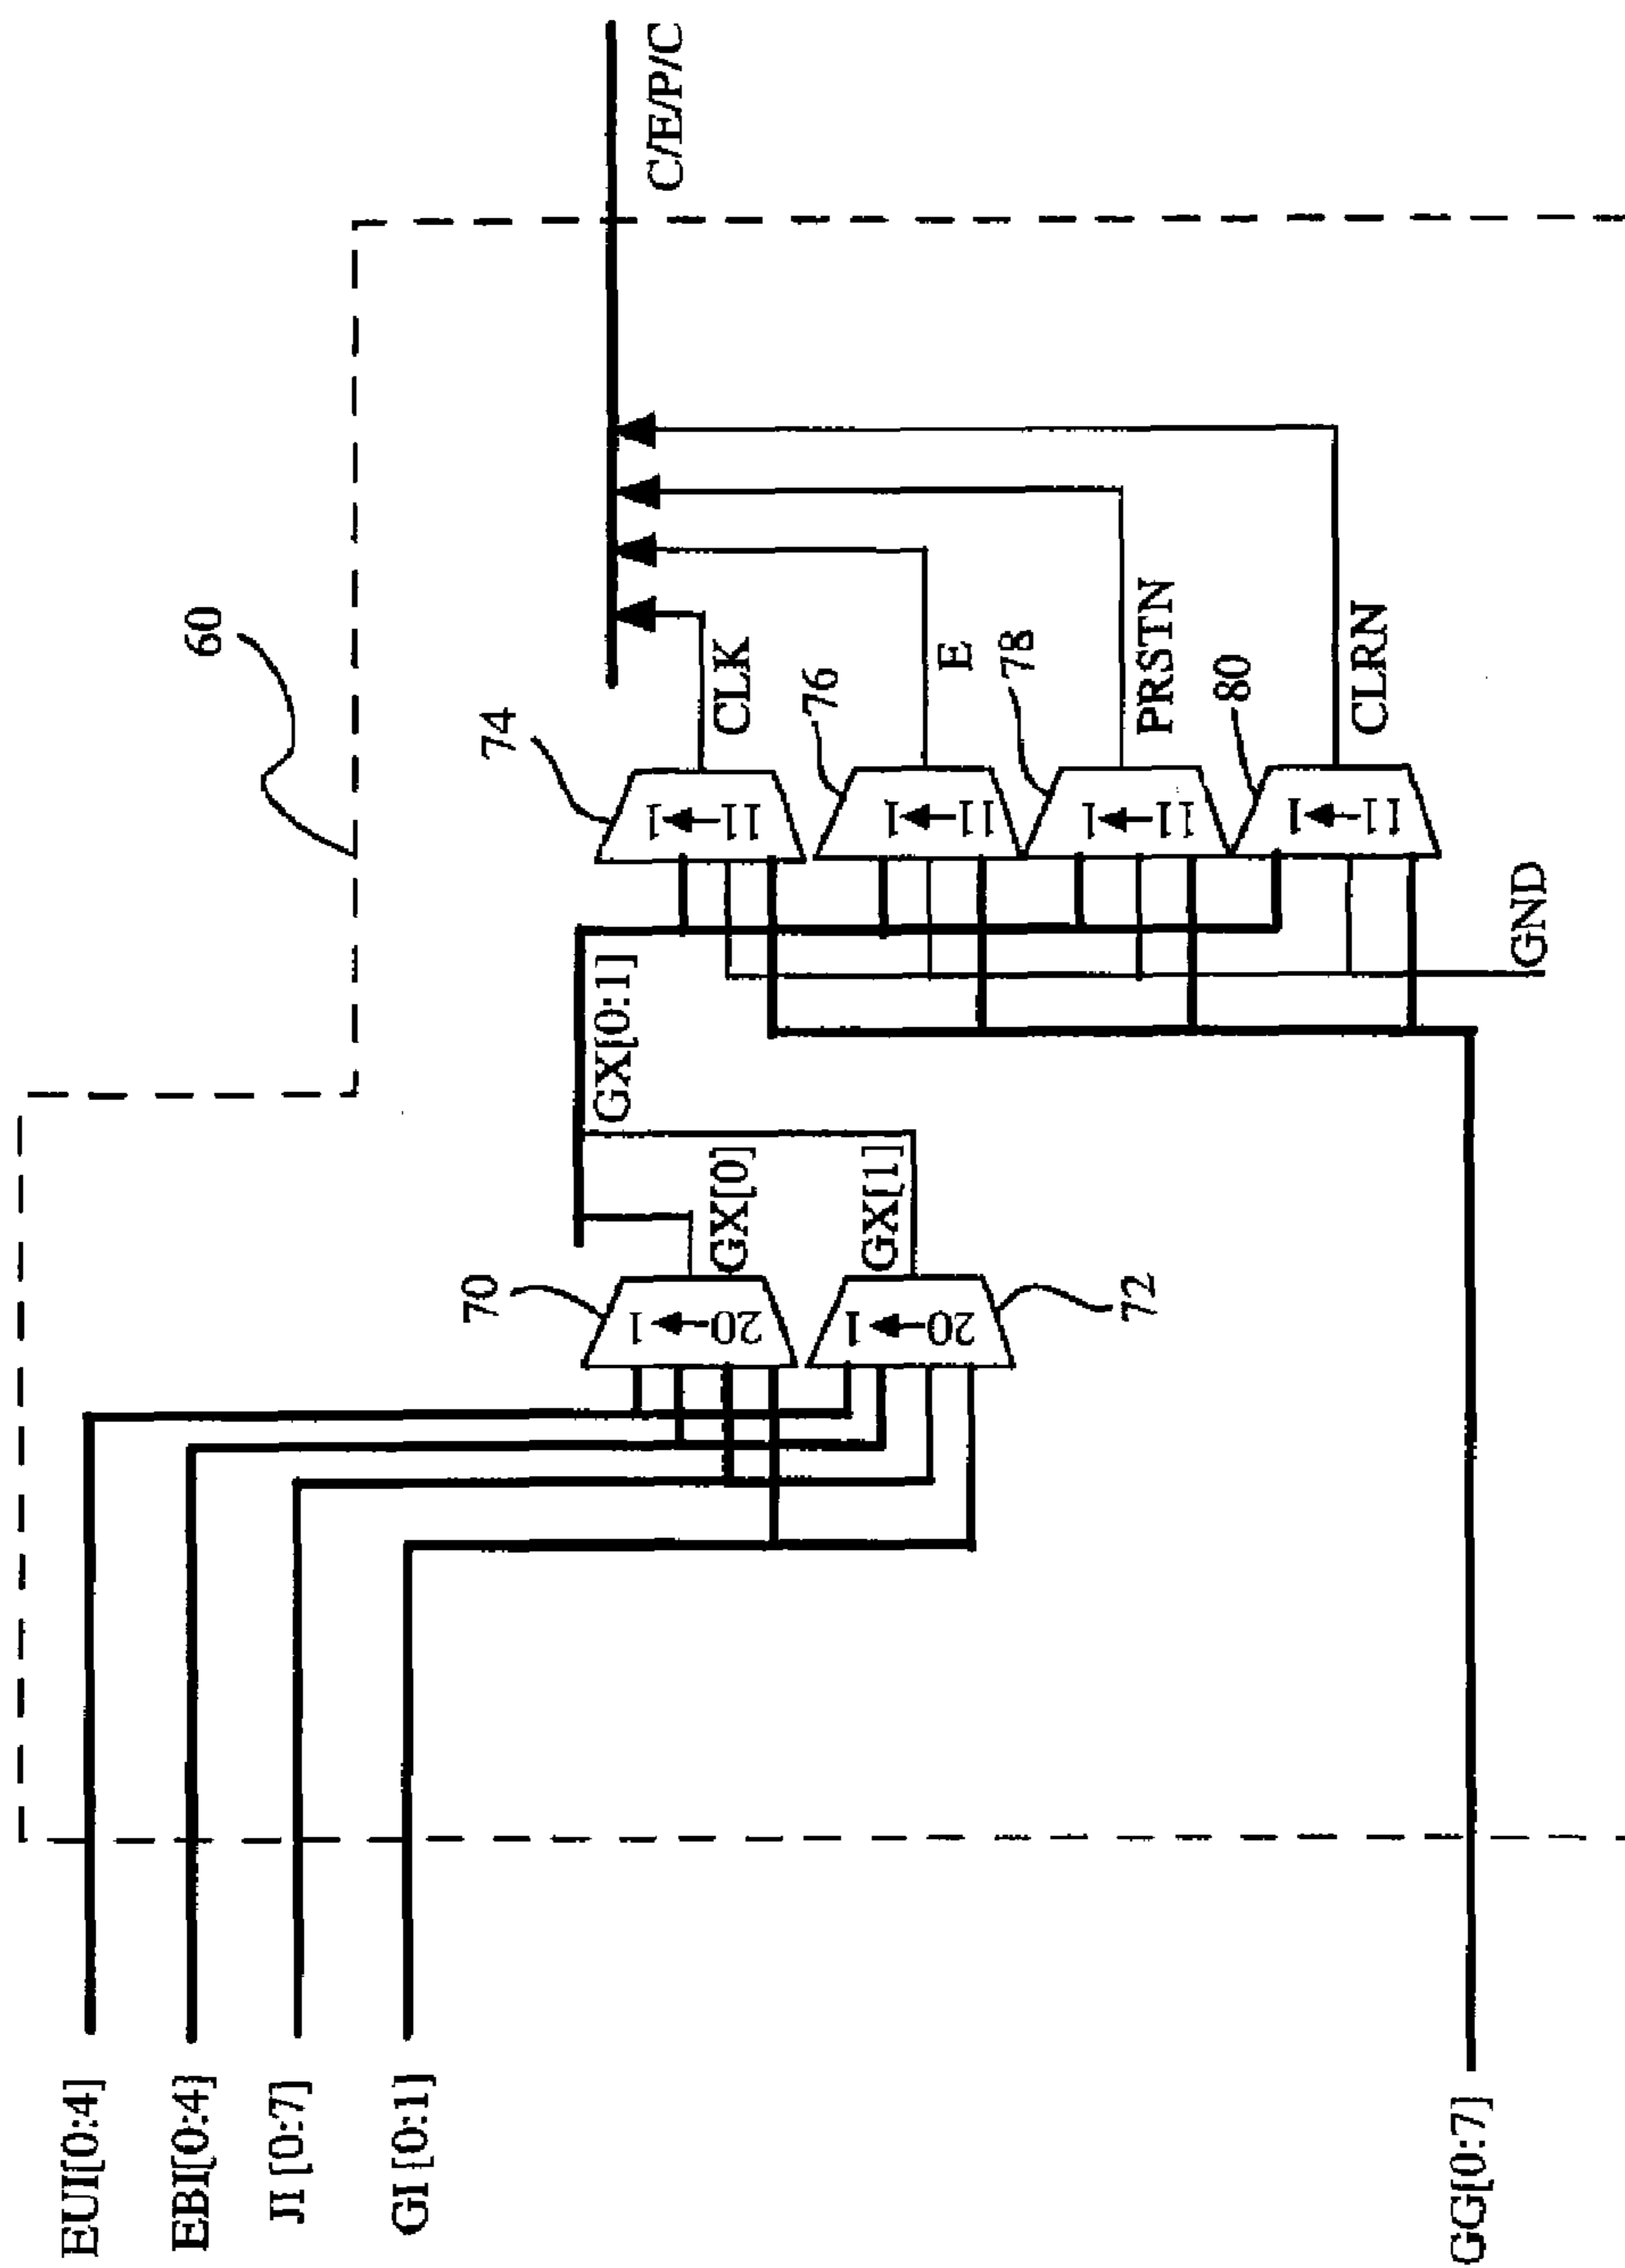 EUI[0:4]
EBI[0:4]
JI [0:7]
GI [0:1]
GG[0:7]
60
70
20→1
GX[0]
72
20→1
GX[1]
GX[0:1]
74
11→1
CLK
76
11→1
E
78
11→1
PRSTN
80
11→1
CLRN
GND
C/E/P/C